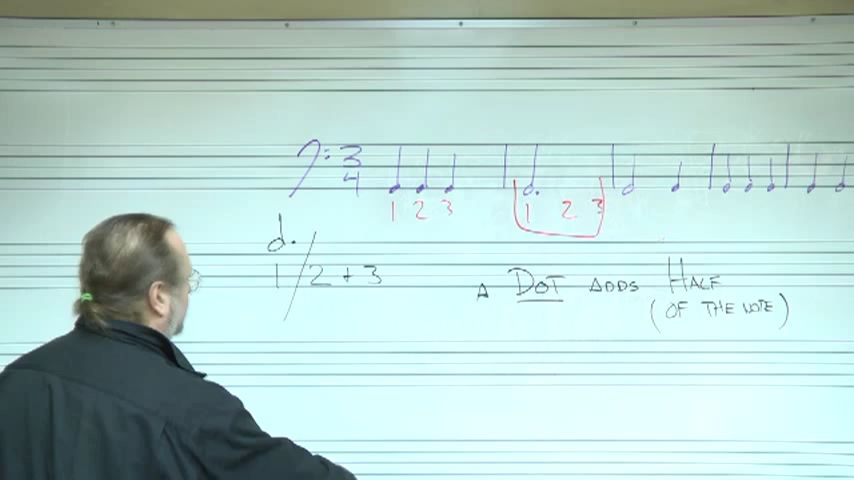 3
4
1 2 3 1 2 3
d.
1/2 + 3
A DOT ADDS HALF
(OF THE NOTE)